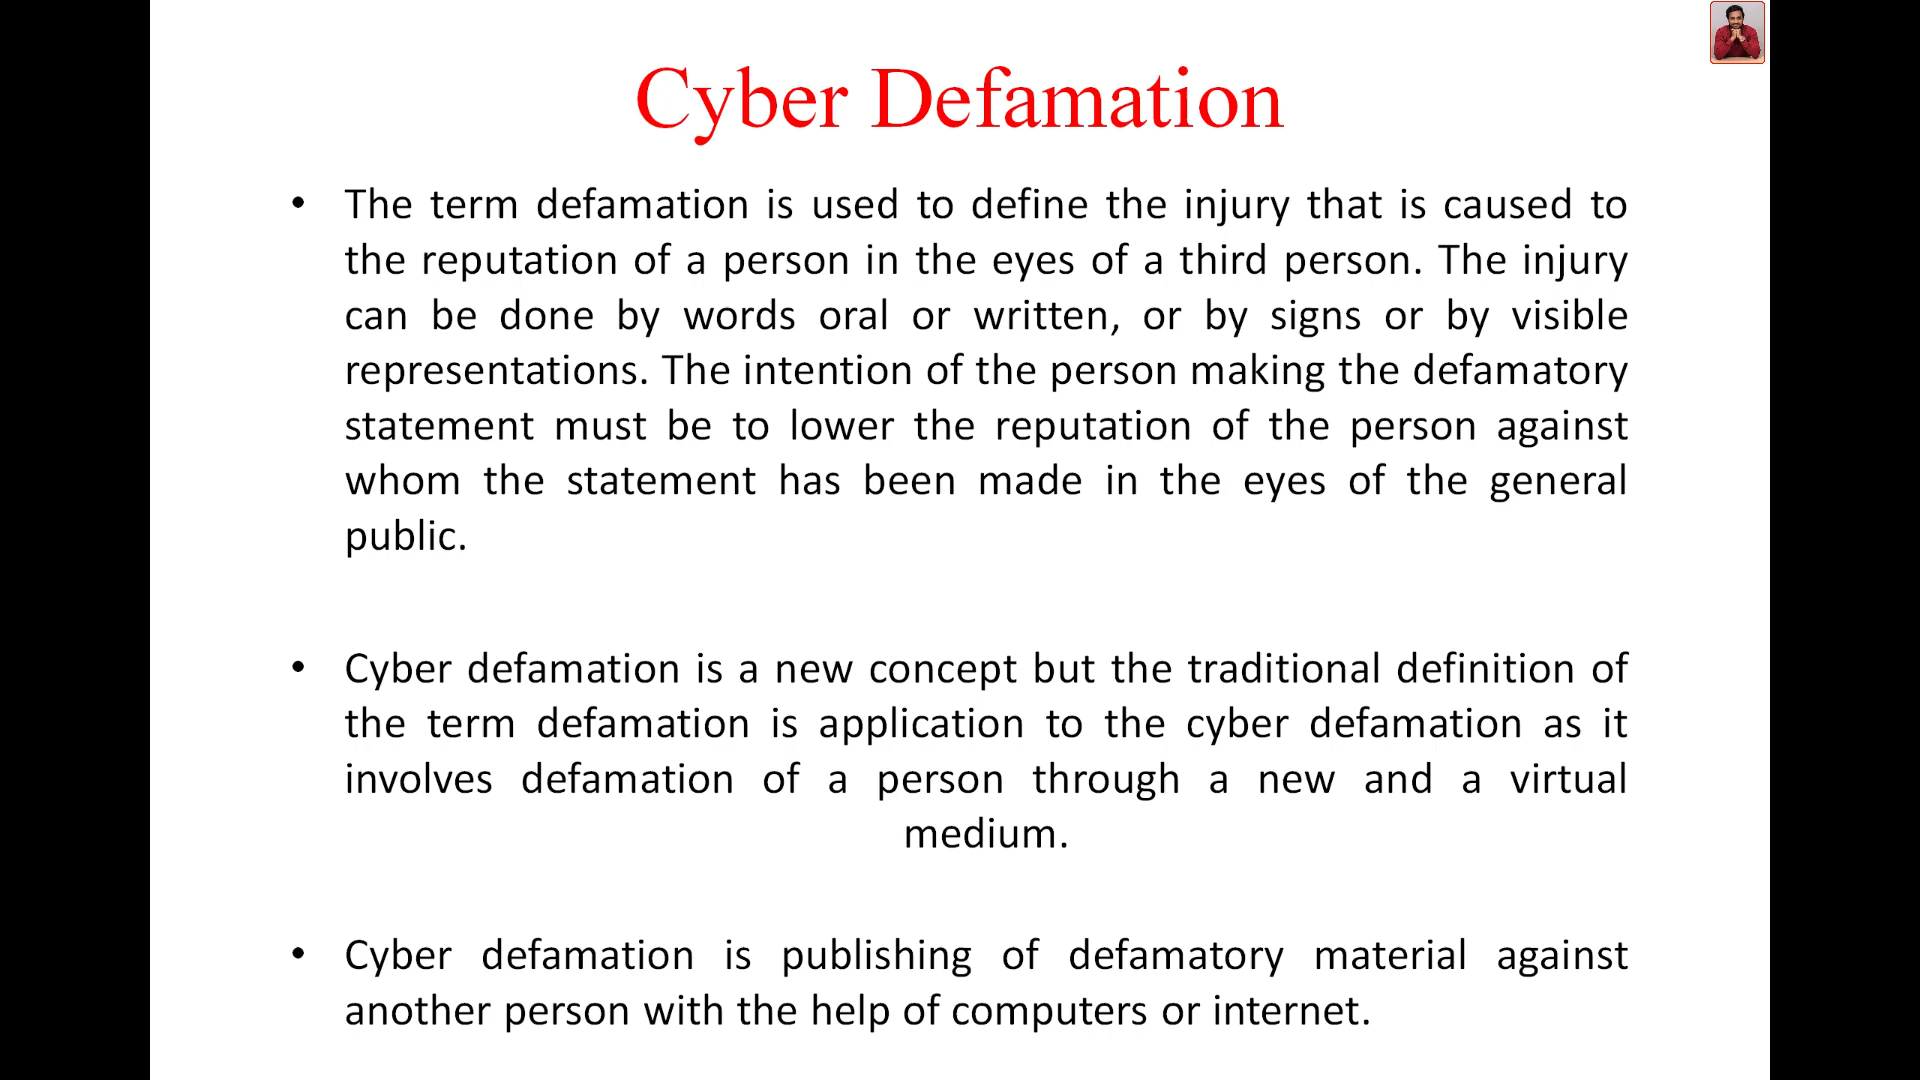 Cyber Defamation
• The term defamation is used to define the injury that is caused to
the reputation of a person in the eyes of a third person. The injury
can be done by words oral or written, or by signs or by visible
representations. The intention of the person making the defamatory
statement must be to lower the reputation of the person against
whom the statement has been made in the eyes of the general
public.
• Cyber defamation is a new concept but the traditional definition of
the term defamation is application to the cyber defamation as it
involves defamation of a person through a new and a virtual
medium.
• Cyber defamation is publishing of defamatory material against
another person with the help of computers or internet.